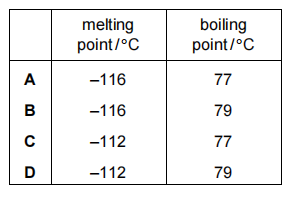 melting boiling
point/°C point/°C
A –116 77
B –116 79
C –112 77
D –112 79